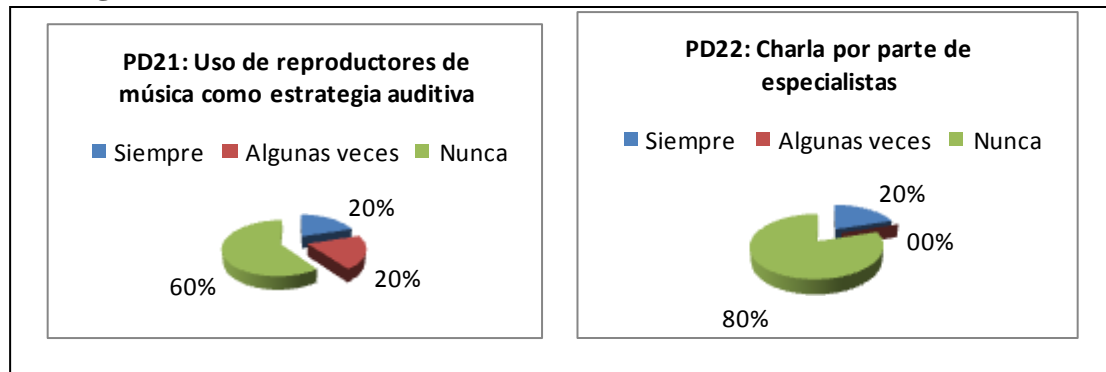 PD21: Uso de reproductores de
música como estrategia auditiva
Siempre Algunas veces Nunca
20%
20%
60%
PD22: Charla por parte de
especialistas
Siempre Algunas veces Nunca
20%
00%
80%